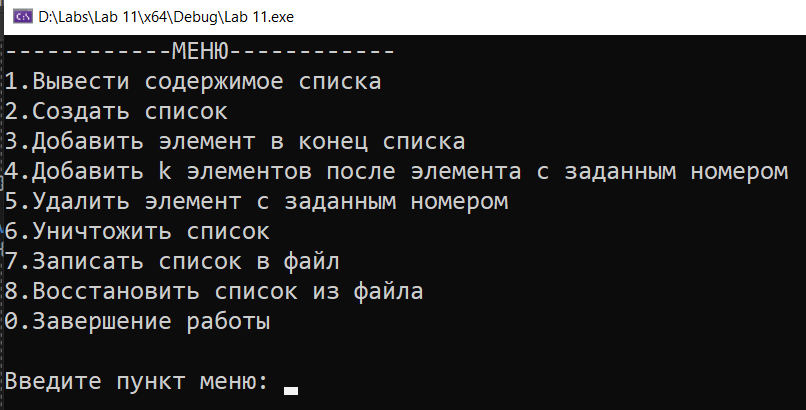 D:\Labs\Lab 11\x64\Debug\Lab 11.exe
------------МЕНЮ------------
1.Вывести содержимое списка
2.Создать список
3.Добавить элемент в конец списка
4.Добавить k элементов после элемента с заданным номером
5.Удалить элемент с заданным номером
6.Уничтожить список
7.Записать список в файл
8.Восстановить список из файла
0.Завершение работы
Введите пункт меню: